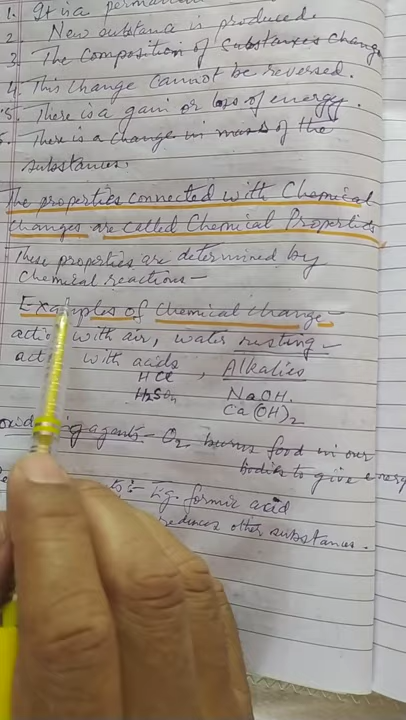 1. It is a permanent
2. New substance is produced.
3. The composition of substances change
4. This change cannot be reversed.
5. There is a gain or loss of energy.
There is a change in mass of the
substances.
The properties connected with Chemical
changes are called Chemical Properties
These properties are determined by
chemical reactions -
Examples of chemical change -
action with air, water rusting -
with acids, Alkalies
HCl NaOH.
H2SO4 Ca(OH)2
agents - O2 burns food in our
bodies to give energy
Eg. formic acid
reduces other substances.